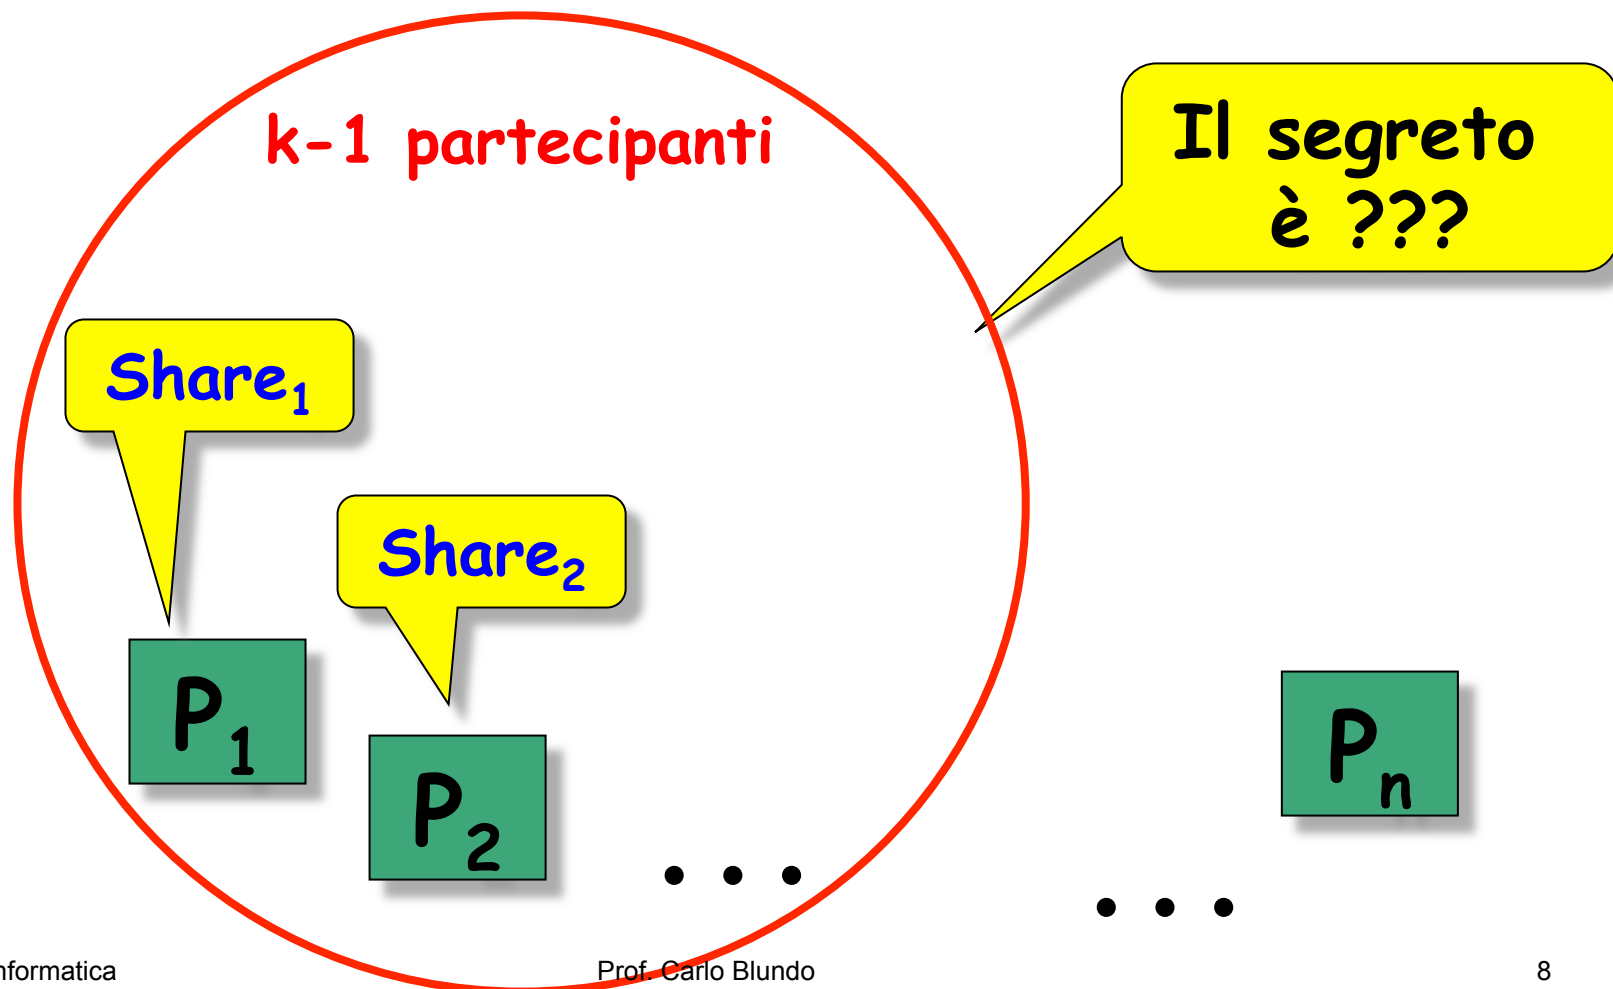 k-1 partecipanti
Il segreto
è ???
Share1
Share2
P1
P2
• • •
• • •
Pn
nformatica
Prof. Carlo Blundo
8